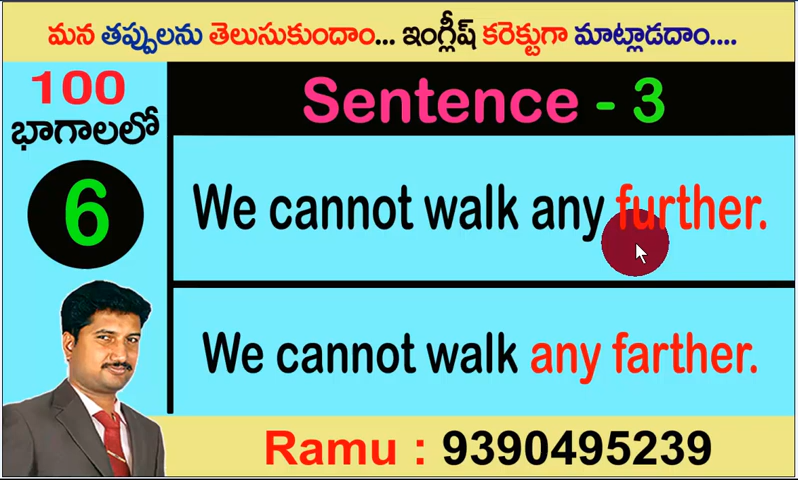 మన తప్పులను తెలుసుకుందాం... ఇంగ్లీష్ కరెక్టుగా మాట్లాడదాం....
100
భాగాలలో
6
Sentence - 3
We cannot walk any further.
We cannot walk any farther.
Ramu : 9390495239